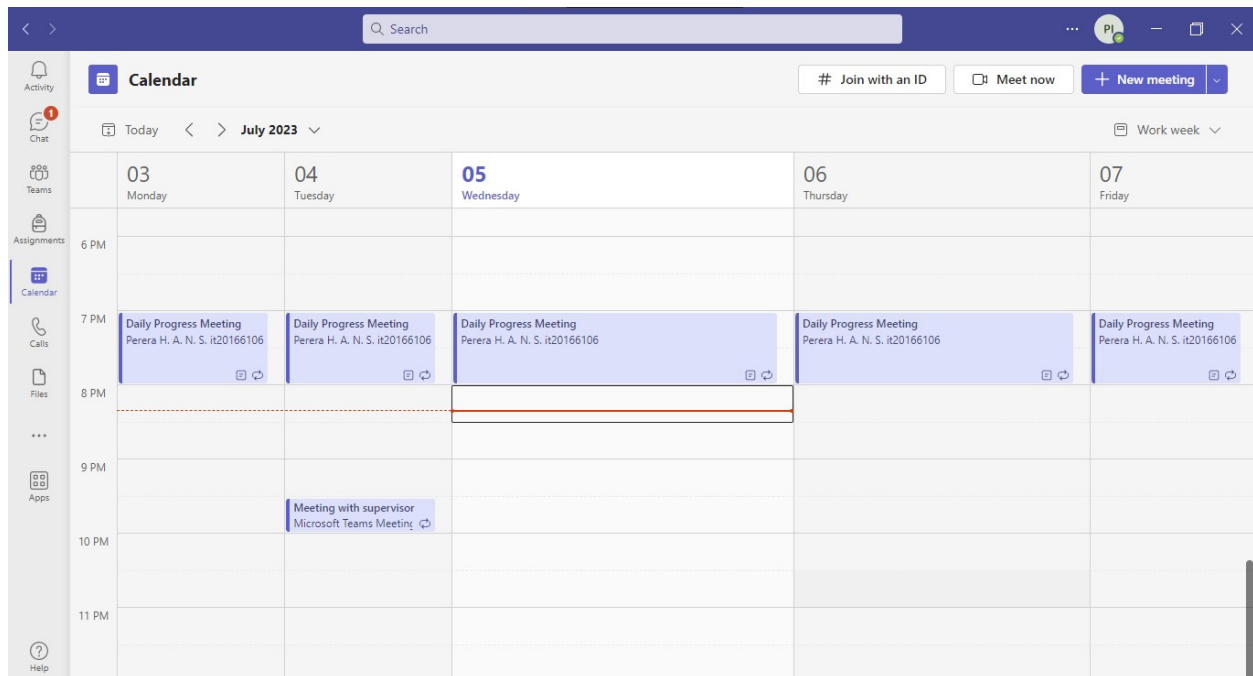 Search
...
PI
Activity
Calendar
# Join with an ID
Meet now
+ New meeting
1
Chat
Today
July 2023
Work week
Teams
03
Monday
04
Tuesday
05
Wednesday
06
Thursday
07
Friday
Assignments
Calendar
Calls
Files
...
Apps
Help
6 PM
7 PM
8 PM
9 PM
10 PM
11 PM
Daily Progress Meeting
Perera H. A. N. S. it20166106
Daily Progress Meeting
Perera H. A. N. S. it20166106
Daily Progress Meeting
Perera H. A. N. S. it20166106
Daily Progress Meeting
Perera H. A. N. S. it20166106
Daily Progress Meeting
Perera H. A. N. S. it20166106
Meeting with supervisor
Microsoft Teams Meeting